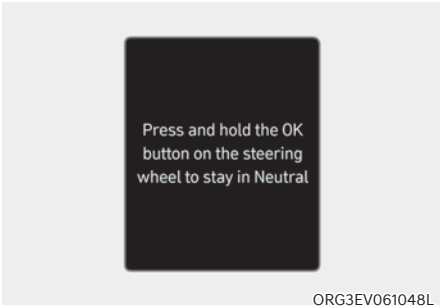 Press and hold the OK
button on the steering
wheel to stay in Neutral
ORG3EV061048L